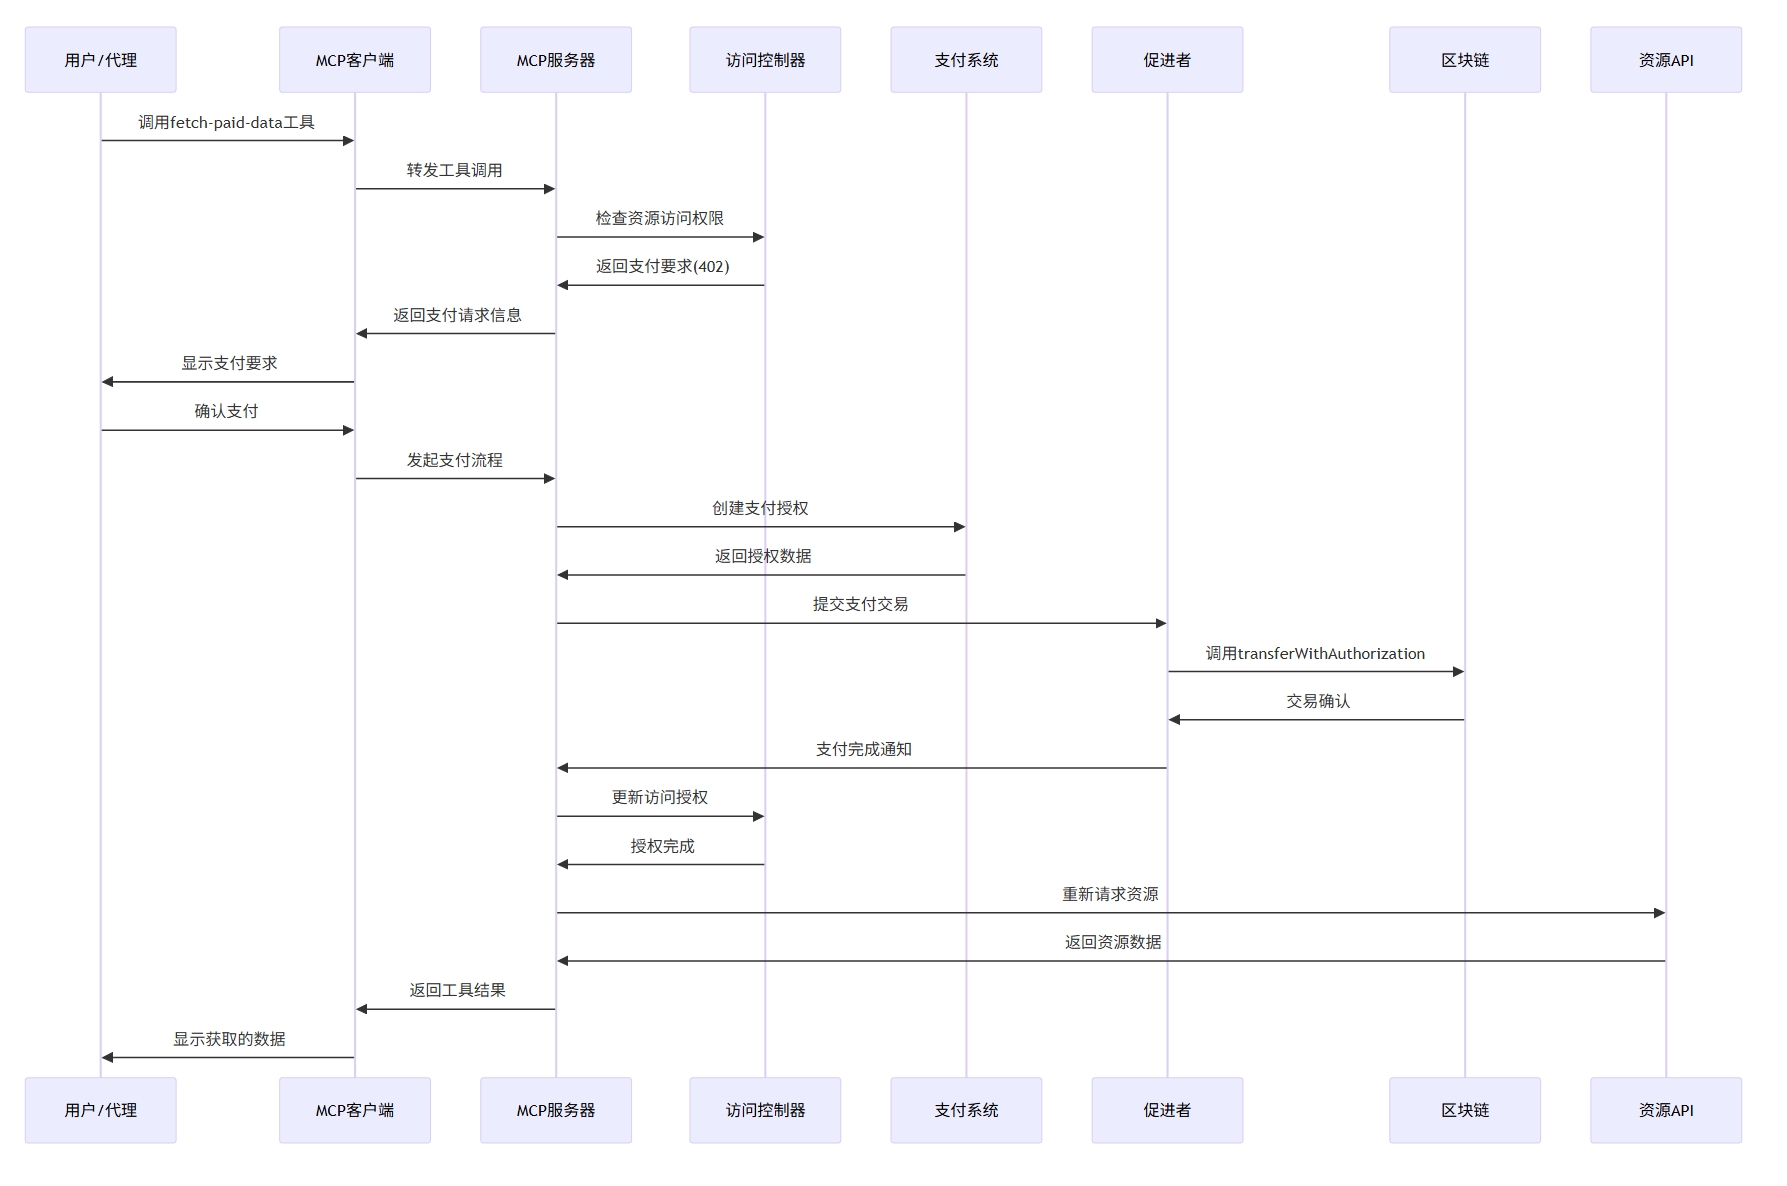 用户/代理
MCP客户端
MCP服务器
访问控制器
支付系统
促进者
区块链
资源API
调用fetch-paid-data工具
转发工具调用
检查资源访问权限
返回支付要求(402)
返回支付请求信息
显示支付要求
确认支付
发起支付流程
创建支付授权
返回授权数据
提交支付交易
调用transferWithAuthorization
交易确认
支付完成通知
更新访问授权
授权完成
重新请求资源
返回资源数据
返回工具结果
显示获取的数据
用户/代理
MCP客户端
MCP服务器
访问控制器
支付系统
促进者
区块链
资源API